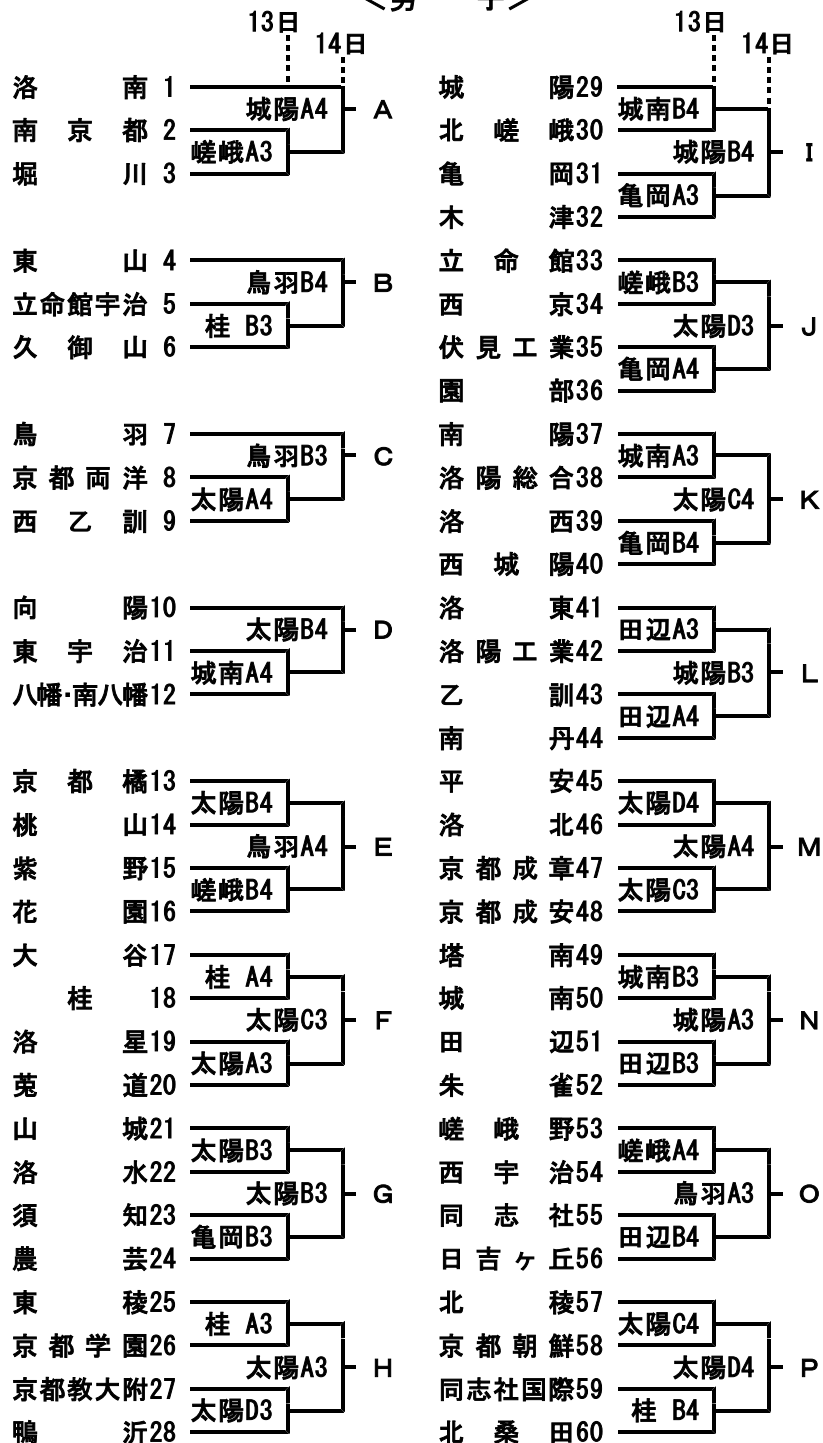 ＜男　子＞
13日
14日
洛南 1
城陽A4
A
南京都 2
嵯峨A3
堀川 3
東山 4
鳥羽B4
B
立命館宇治 5
桂 B3
久御山 6
鳥羽 7
鳥羽B3
C
京都両洋 8
太陽A4
西乙訓 9
向陽10
太陽B4
D
東宇治11
城南A4
八幡･南八幡12
京都橘13
太陽B4
桃山14
鳥羽A4
E
紫野15
嵯峨B4
花園16
大谷17
桂 A4
桂18
太陽C3
F
洛星19
太陽A3
莵道20
山城21
太陽B3
洛水22
太陽B3
G
須知23
亀岡B3
農芸24
東稜25
桂 A3
京都学園26
太陽A3
H
京都教大附27
太陽D3
鴨沂28
13日
14日
城陽29
城南B4
北嵯峨30
城陽B4
I
亀岡31
亀岡A3
木津32
立命館33
嵯峨B3
西京34
太陽D3
J
伏見工業35
亀岡A4
園部36
南陽37
城南A3
洛陽総合38
太陽C4
K
洛西39
亀岡B4
西城陽40
洛東41
田辺A3
洛陽工業42
城陽B3
L
乙訓43
田辺A4
南丹44
平安45
太陽D4
洛北46
太陽A4
M
京都成章47
太陽C3
京都成安48
塔南49
城南B3
城南50
城陽A3
N
田辺51
田辺B3
朱雀52
嵯峨野53
嵯峨A4
西宇治54
鳥羽A3
O
同志社55
田辺B4
日吉ヶ丘56
北稜57
太陽C4
京都朝鮮58
太陽D4
P
同志社国際59
桂 B4
北桑田60